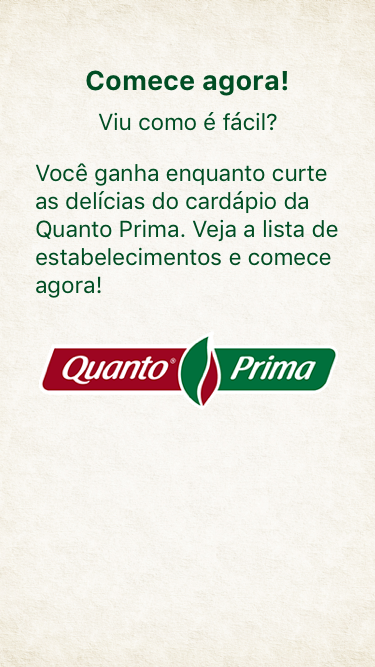 Comece agora!
Viu como é fácil?
Você ganha enquanto curte
as delícias do cardápio da
Quanto Prima. Veja a lista de
estabelecimentos e comece
agora!
Quanto® Prima